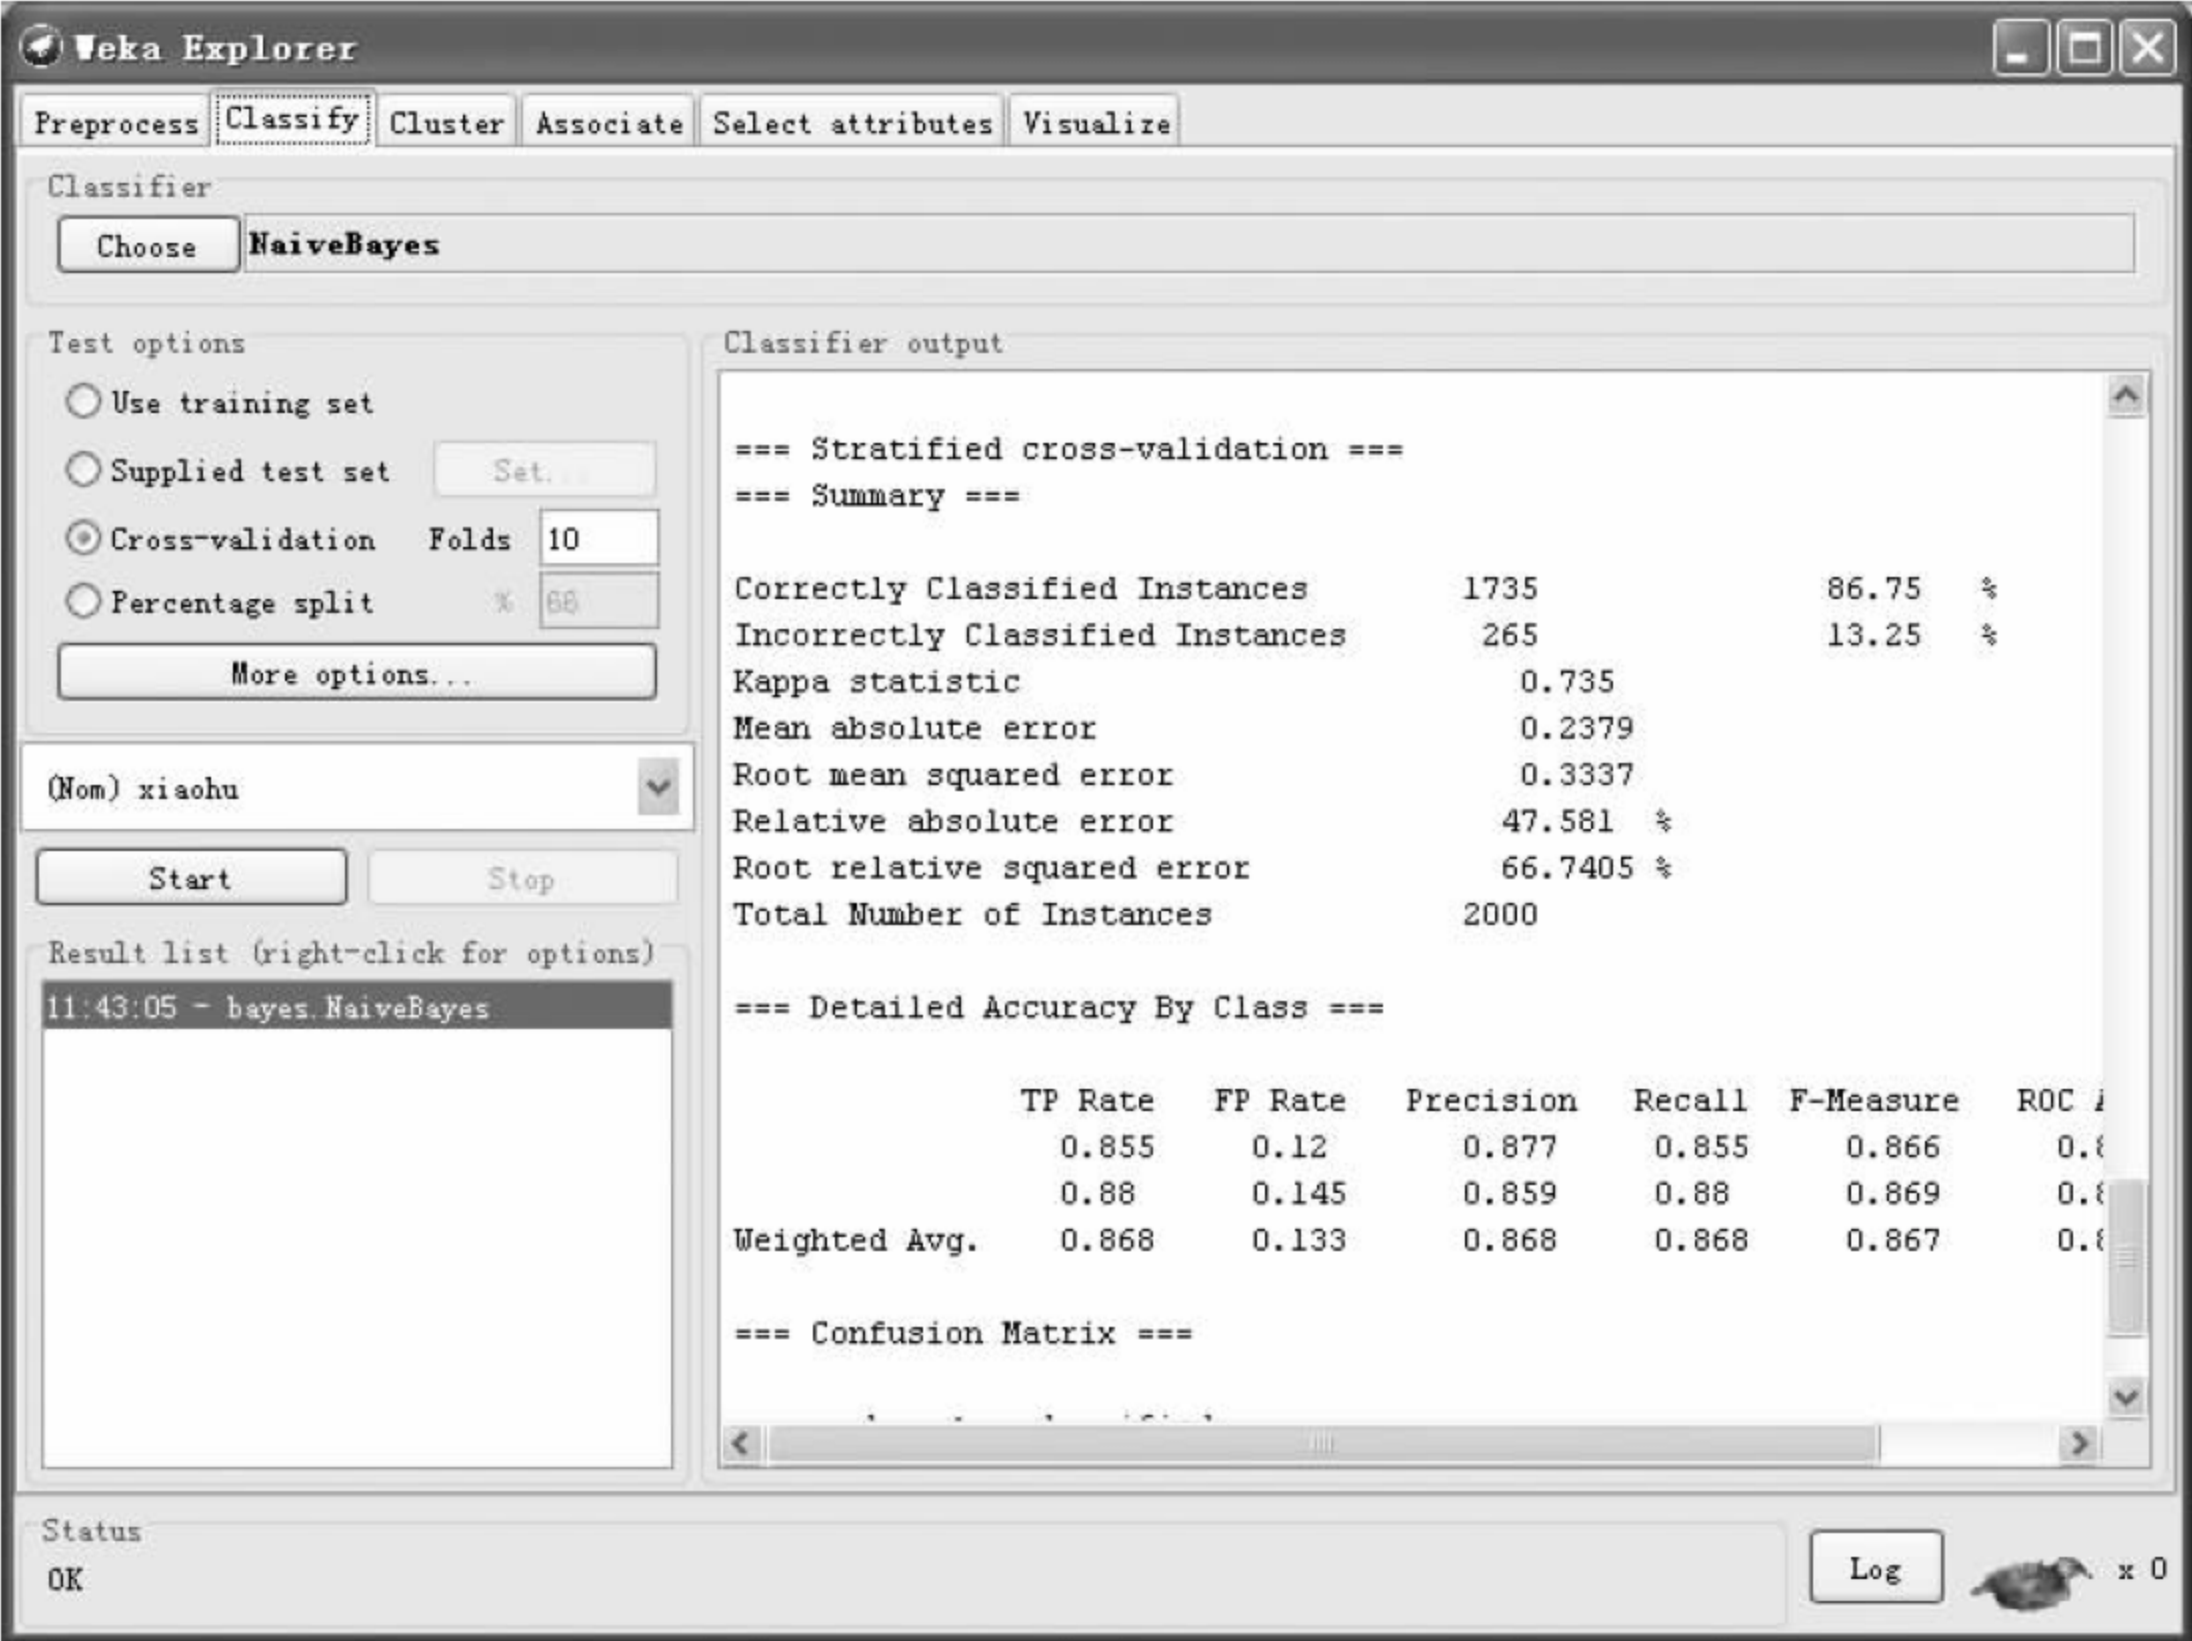 Weka Explorer
Preprocess Classify Cluster Associate Select attributes Visualize
Classifier
Choose NaiveBayes
Test options
Use training set
Supplied test set Set...
Cross-validation Folds 10
Percentage split % 66
More options...
(Nom) xiaohu
Start Stop
Result list (right-click for options)
11:43:05 - bayes.NaiveBayes
Classifier output
=== Stratified cross-validation ===
=== Summary ===
Correctly Classified Instances 1735 86.75 %
Incorrectly Classified Instances 265 13.25 %
Kappa statistic 0.735
Mean absolute error 0.2379
Root mean squared error 0.3337
Relative absolute error 47.581 %
Root relative squared error 66.7405 %
Total Number of Instances 2000
=== Detailed Accuracy By Class ===
TP Rate FP Rate Precision Recall F-Measure ROC
0.855 0.12 0.877 0.855 0.866
0.88 0.145 0.859 0.88 0.869
Weighted Avg. 0.868 0.133 0.868 0.868 0.867
=== Confusion Matrix ===
Status
OK
Log x 0